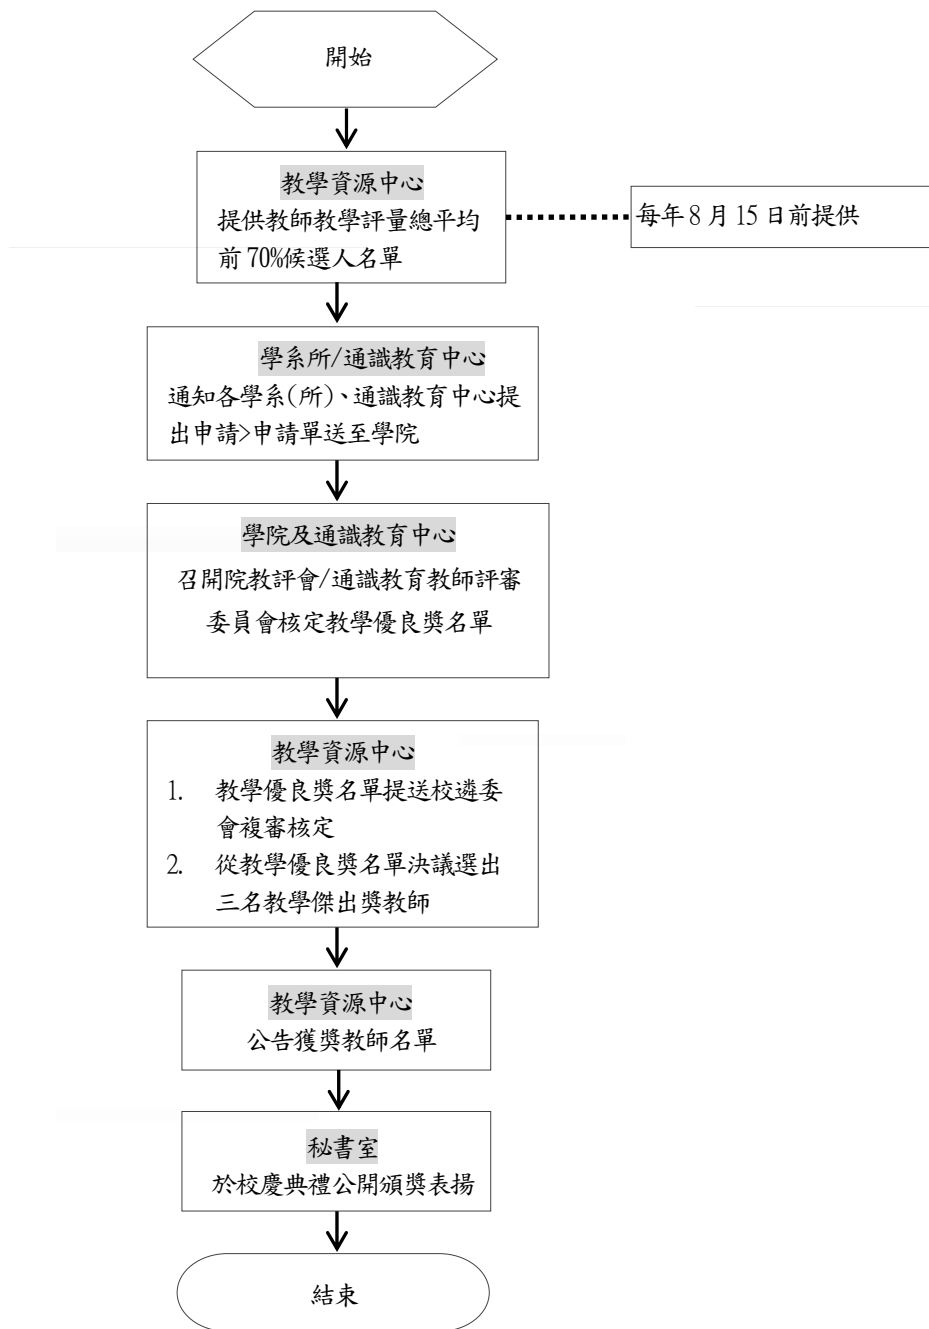 開始
教學資源中心
提供教師教學評量總平均
前 70%候選人名單
每年 8 月 15 日前提供
學系所/通識教育中心
通知各學系(所)、通識教育中心提
出申請>申請單送至學院
學院及通識教育中心
召開院教評會/通識教育教師評審
委員會核定教學優良獎名單
教學資源中心
1. 教學優良獎名單提送校遴委
會複審核定
2. 從教學優良獎名單決議選出
三名教學傑出獎教師
教學資源中心
公告獲獎教師名單
秘書室
於校慶典禮公開頒獎表揚
結束